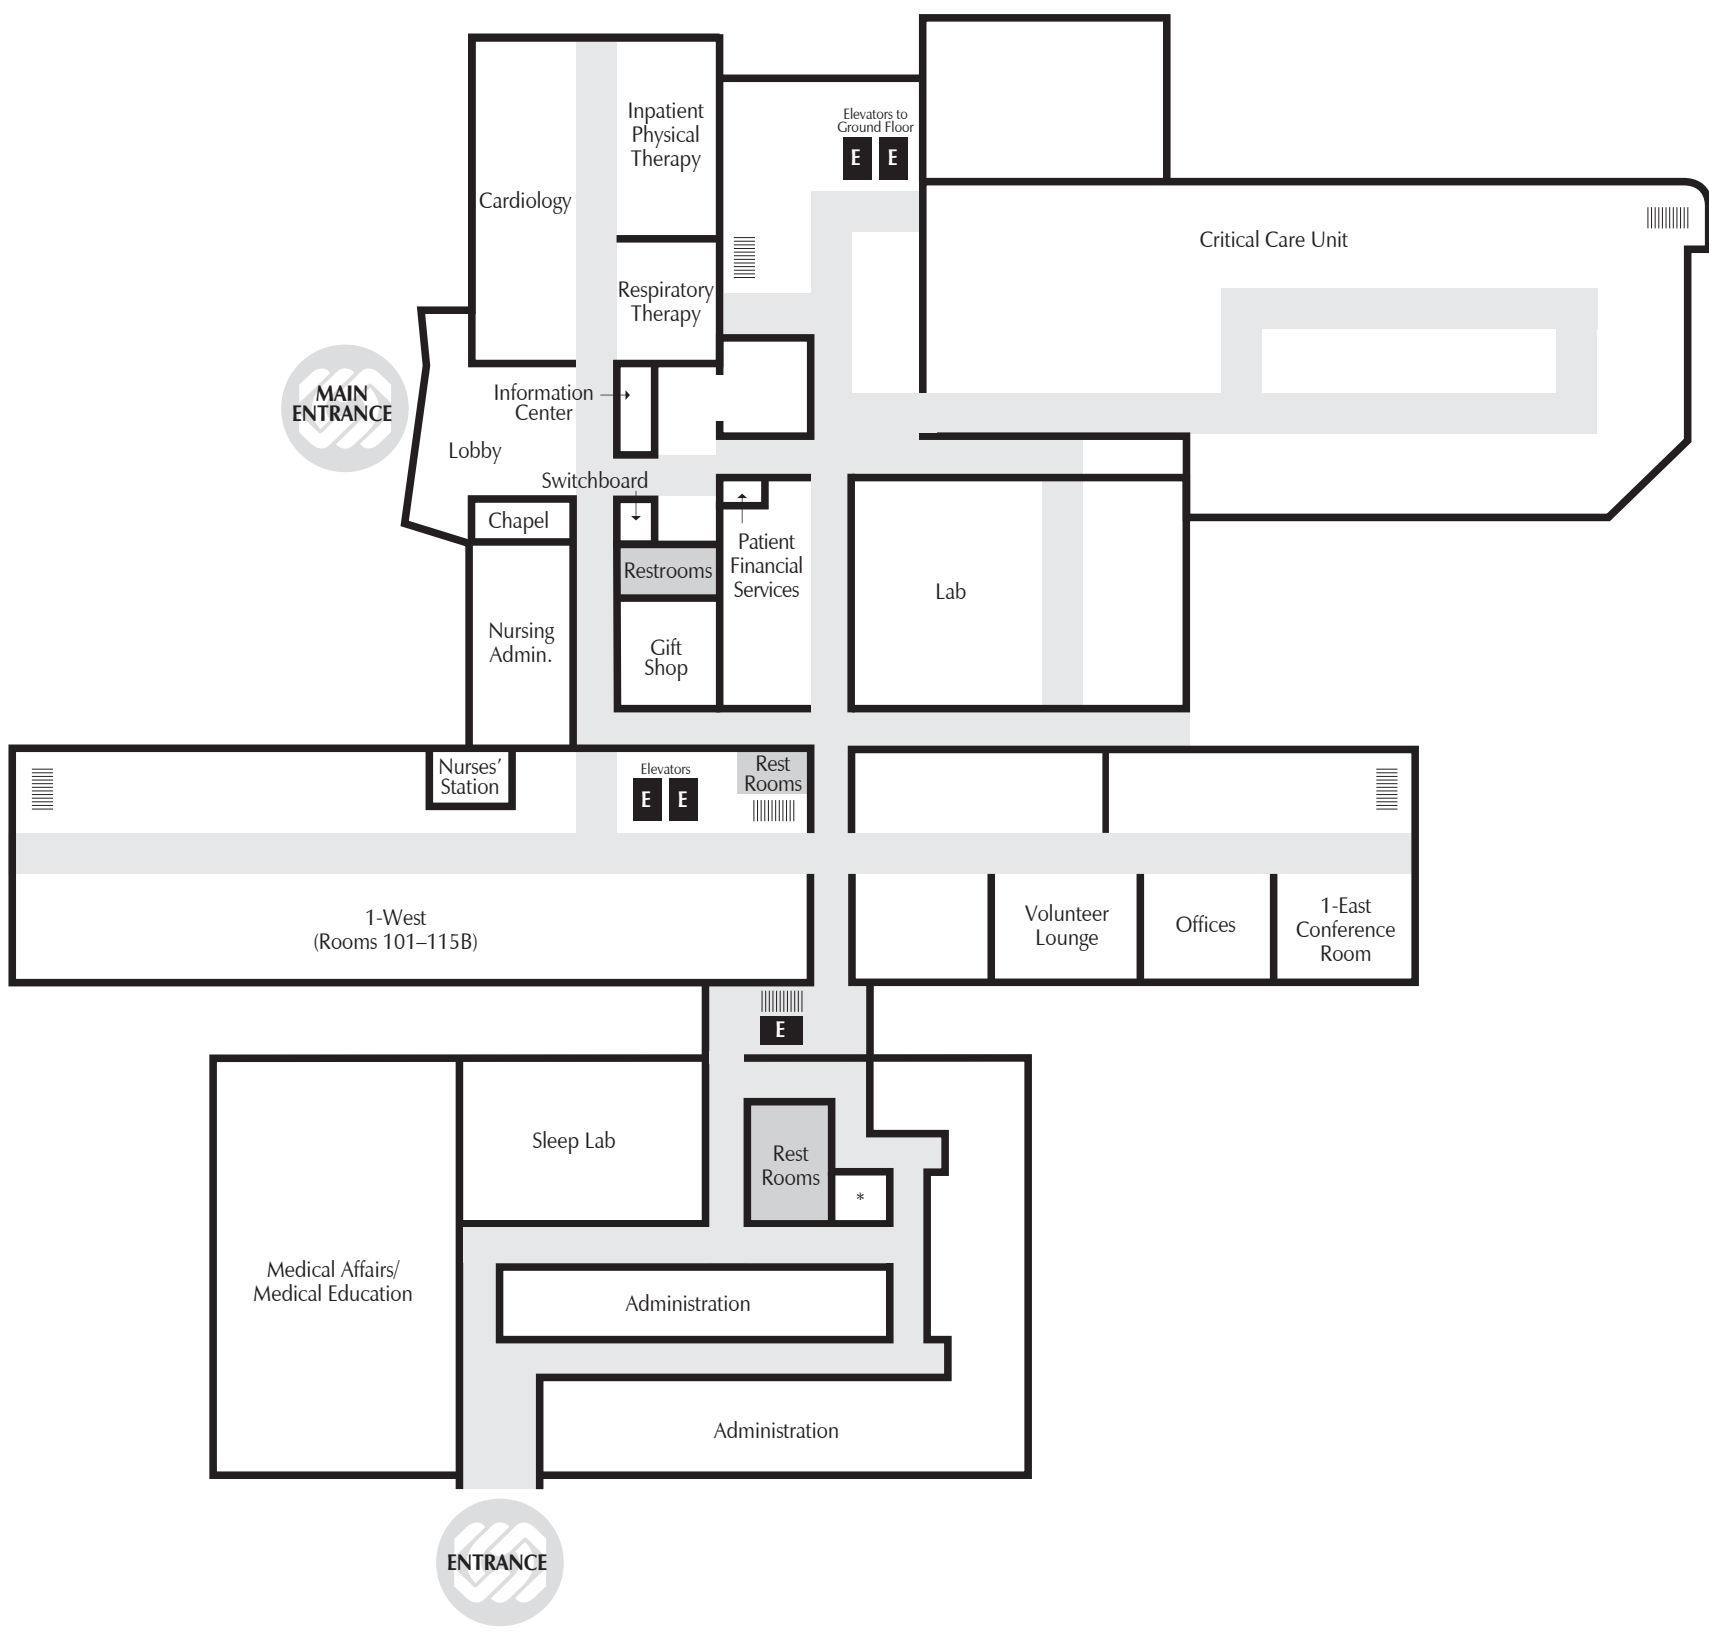 Inpatient
Physical
Therapy
Elevators to
Ground Floor
E E
Cardiology
Critical Care Unit
Respiratory
Therapy
MAIN
ENTRANCE
Information
Center
Lobby
Switchboard
Chapel
Patient
Financial
Services
Restrooms
Lab
Nursing
Admin.
Gift
Shop
Nurses’
Station
Elevators
E E
Rest
Rooms
1-West
(Rooms 101–115B)
Volunteer
Lounge
Offices
1-East
Conference
Room
E
Sleep Lab
Rest
Rooms
*
Medical Affairs/
Medical Education
Administration
Administration
ENTRANCE